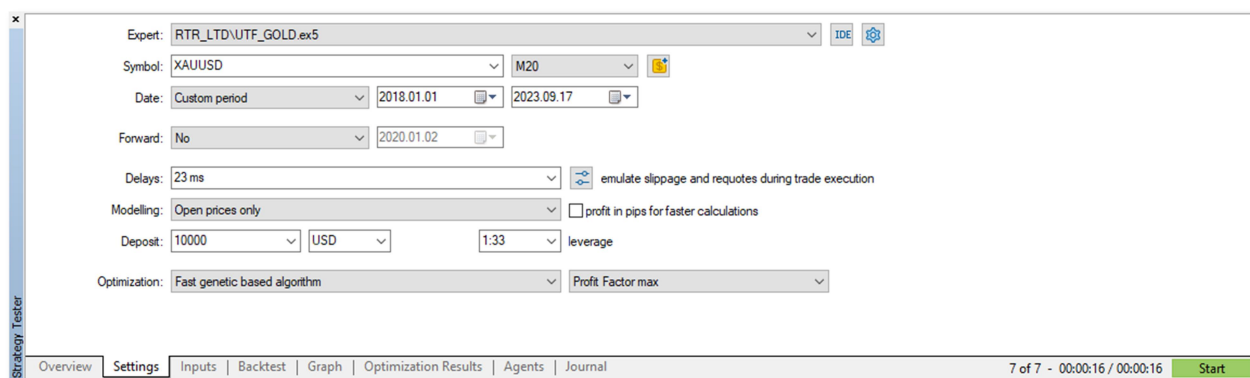 Expert: RTR_LTD\UTF_GOLD.ex5 IDE
Symbol: XAUUSD M20
Date: Custom period 2018.01.01 2023.09.17
Forward: No 2020.01.02
Delays: 23 ms emulate slippage and requotes during trade execution
Modelling: Open prices only profit in pips for faster calculations
Deposit: 10000 USD 1:33 leverage
Optimization: Fast genetic based algorithm Profit Factor max
Strategy Tester
Overview Settings Inputs | Backtest | Graph | Optimization Results | Agents | Journal 7 of 7 - 00:00:16 / 00:00:16 Start